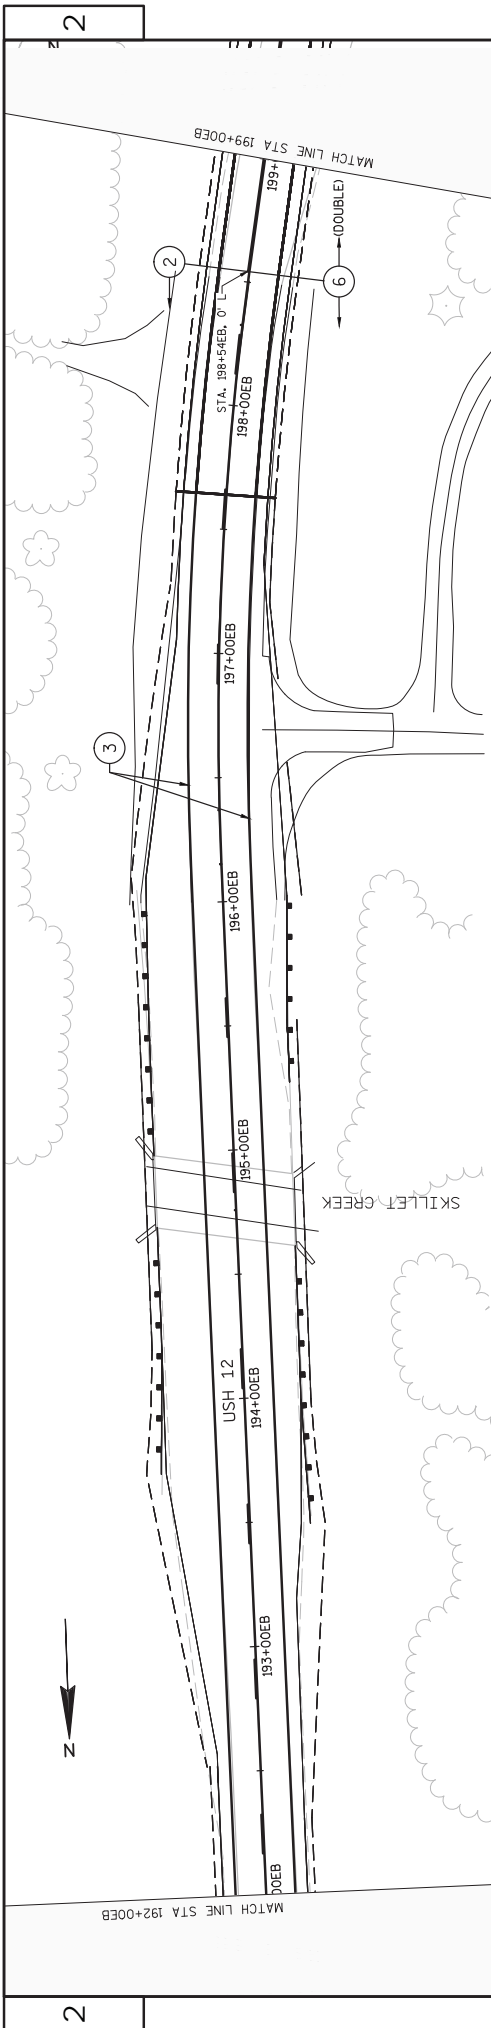 2
MATCH LINE STA 199+00EB
199+
2
(DOUBLE)
6
STA. 198+54EB, 0' L
198+00EB
197+00EB
3
196+00EB
195+00EB
SKILLET CREEK
USH 12
194+00EB
193+00EB
N
00EB
MATCH LINE STA 192+00EB
2